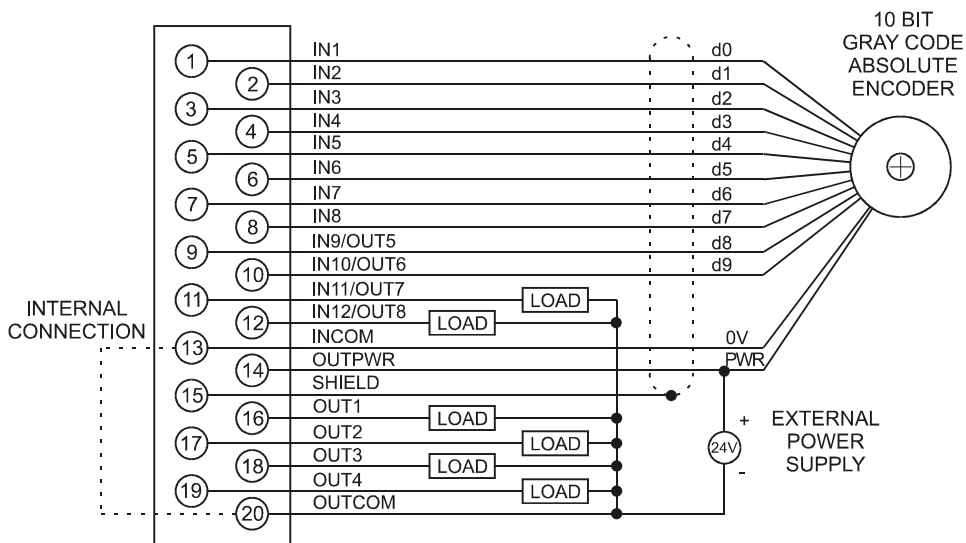 10 BIT
GRAY CODE
ABSOLUTE
ENCODER
1 IN1 d0
2 IN2 d1
3 IN3 d2
4 IN4 d3
5 IN5 d4
6 IN6 d5
7 IN7 d6
8 IN8 d7
9 IN9/OUT5 d8
10 IN10/OUT6 d9
11 IN11/OUT7 LOAD
12 IN12/OUT8 LOAD
INTERNAL
CONNECTION
13 INCOM 0V
14 OUTPWR PWR
15 SHIELD
16 OUT1 LOAD
17 OUT2 LOAD
18 OUT3 LOAD
19 OUT4 LOAD
20 OUTCOM
+
24V
-
EXTERNAL
POWER
SUPPLY